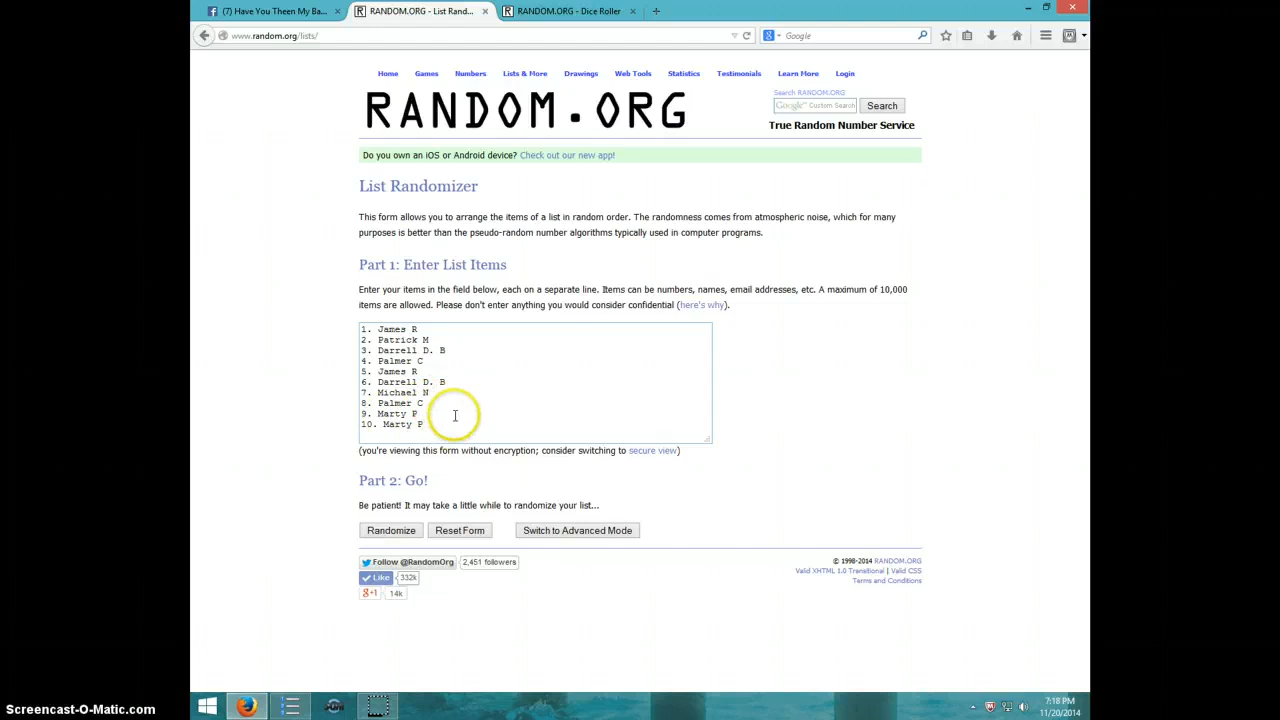 (7) Have You Theen My Ba...
RANDOM.ORG - List Rand...
RANDOM.ORG - Dice Roller
www.random.org/lists/
Google
Home Games Numbers Lists & More Drawings Web Tools Statistics Testimonials Learn More Login
RANDOM.ORG
Search RANDOM.ORG
Google™ Custom Search
Search
True Random Number Service
Do you own an iOS or Android device? Check out our new app!
List Randomizer
This form allows you to arrange the items of a list in random order. The randomness comes from atmospheric noise, which for many
purposes is better than the pseudo-random number algorithms typically used in computer programs.
Part 1: Enter List Items
Enter your items in the field below, each on a separate line. Items can be numbers, names, email addresses, etc. A maximum of 10,000
items are allowed. Please don't enter anything you would consider confidential (here's why).
1. James R
2. Patrick M
3. Darrell D. B
4. Palmer C
5. James R
6. Darrell D. B
7. Michael N
8. Palmer C
9. Marty P
10. Marty P
(you're viewing this form without encryption; consider switching to secure view)
Part 2: Go!
Be patient! It may take a little while to randomize your list...
Randomize
Reset Form
Switch to Advanced Mode
Follow @RandomOrg
2,451 followers
Like
332k
g+1
14k
© 1998-2014 RANDOM.ORG
Valid XHTML 1.0 Transitional | Valid CSS
Terms and Conditions
7:18 PM
11/20/2014
Screencast-O-Matic.com